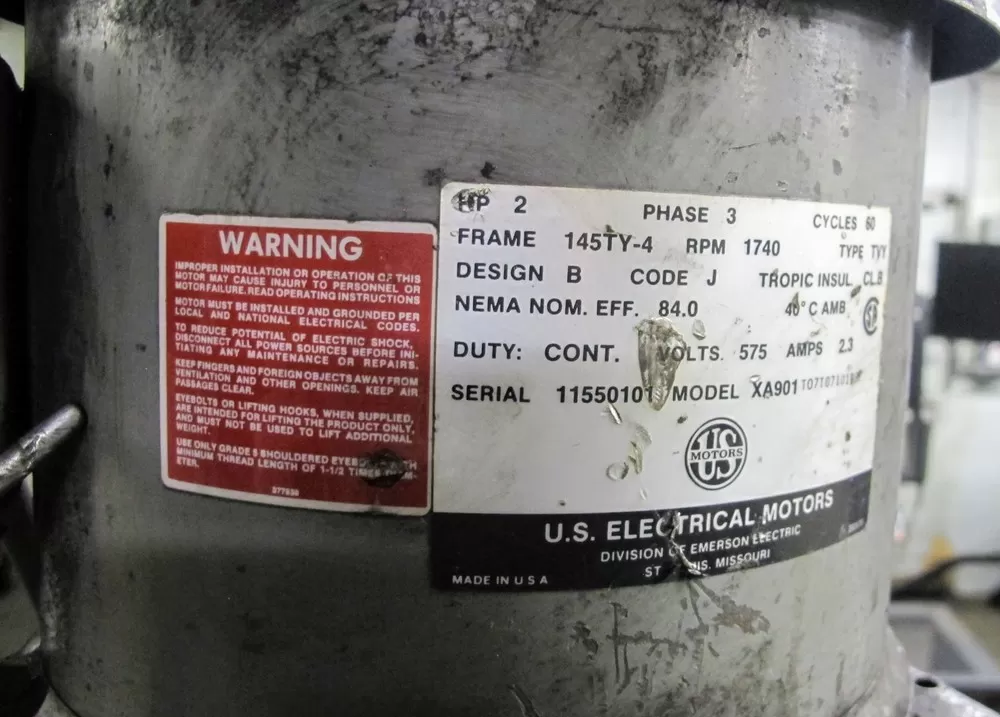 WARNING
IMPROPER INSTALLATION OR OPERATION OF THIS
MOTOR MAY CAUSE INJURY TO PERSONNEL OR
MOTOR FAILURE. READ OPERATING INSTRUCTIONS
MOTOR MUST BE INSTALLED AND GROUNDED PER
LOCAL AND NATIONAL ELECTRICAL CODES.
TO REDUCE POTENTIAL OF ELECTRIC SHOCK,
DISCONNECT ALL POWER SOURCES BEFORE INI-
TIATING ANY MAINTENANCE OR REPAIRS.
KEEP FINGERS AND FOREIGN OBJECTS AWAY FROM
VENTILATION AND OTHER OPENINGS. KEEP AIR
PASSAGES CLEAR.
EYEBOLTS OR LIFTING HOOKS, WHEN SUPPLIED,
ARE INTENDED FOR LIFTING THE PRODUCT ONLY,
AND MUST NOT BE USED TO LIFT ADDITIONAL
WEIGHT.
USE ONLY GRADE 5 SHOULDERED
MINIMUM THREAD LENGTH OF 1-1/2 TIMES
ETER.
HP 2 PHASE 3 CYCLES 60
FRAME 145TY-4 RPM 1740 TYPE TVY
DESIGN B CODE J TROPIC INSUL CL.B
NEMA NOM. EFF. 84.0 40°C AMB
DUTY: CONT. VOLTS. 575 AMPS 2.3
SERIAL 11550101 MODEL XA901
US
MOTORS
U.S. ELECTRICAL MOTORS
DIVISION OF EMERSON ELECTRIC
ST MISSOURI
MADE IN U S A